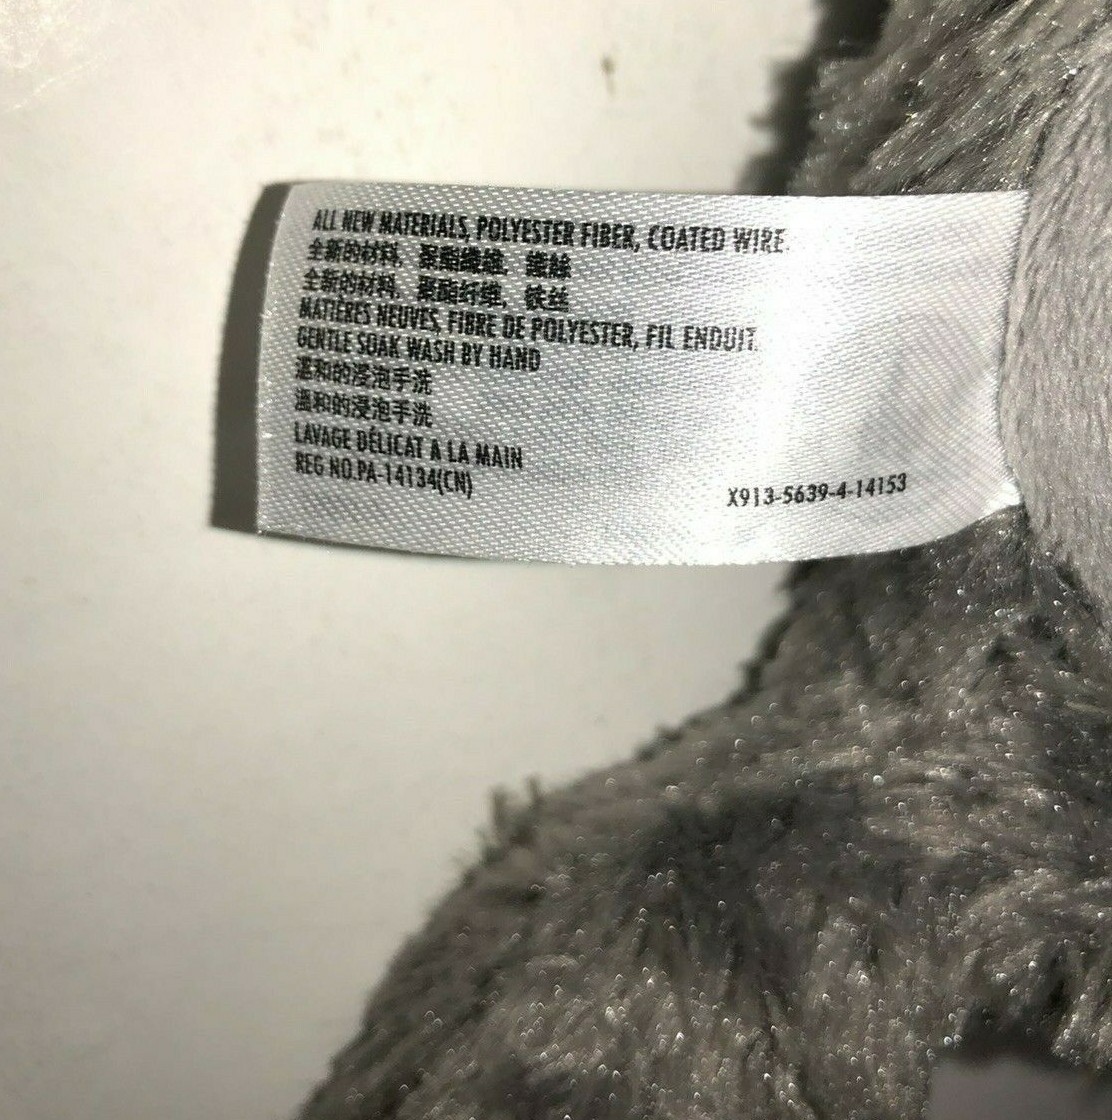 ALL NEW MATERIALS, POLYESTER FIBER, COATED WIRE.
全新的材料, 聚酯纖維, 鐵絲
全新的材料, 聚酯纤维, 铁丝
MATIÈRES NEUVES, FIBRE DE POLYESTER, FIL ENDUIT.
GENTLE SOAK WASH BY HAND
溫和的浸泡手洗
温和的浸泡手洗
LAVAGE DÉLICAT A LA MAIN
REG NO.PA-14134(CN)
X913-5639-4-14153